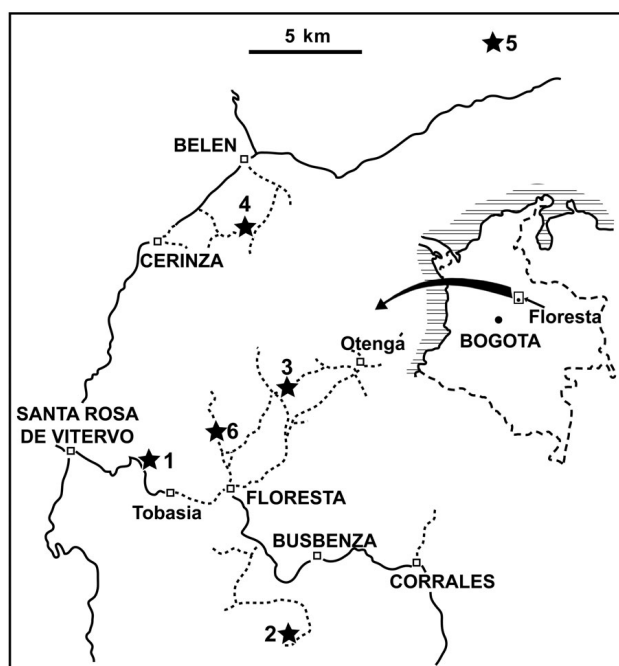 5 km
5
BELEN
4
CERINZA
Floresta
BOGOTA
Otengá
3
SANTA ROSA
DE VITERVO
6
1
FLORESTA
Tobasia
BUSBENZA
CORRALES
2